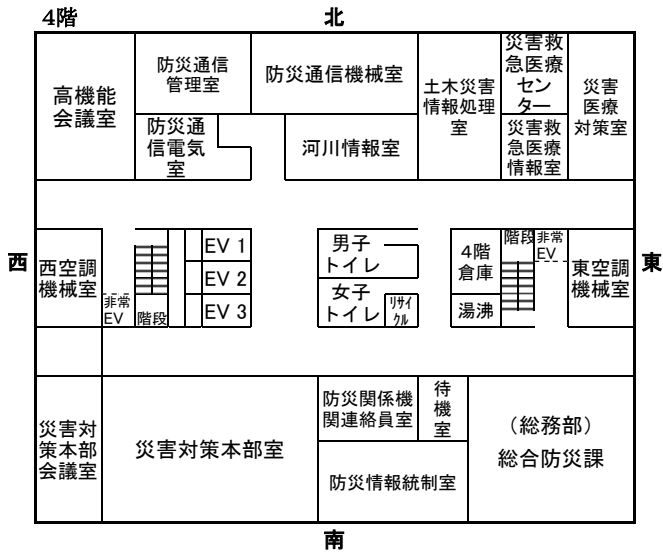 4階
北
高機能
会議室
防災通信
管理室
防災通信機械室
土木災害
情報処理
室
災害救
急医療
セン
ター
災害
医療
対策室
防災通
信電気
室
河川情報室
災害救
急医療
情報室
西
東
西空調
機械室
非常
EV
階段
EV 1
EV 2
EV 3
男子
トイレ
女子
トイレ
ﾘｻｲ
ｸﾙ
4階
倉庫
湯沸
階段
非常
EV
東空調
機械室
災害対
策本部
会議室
災害対策本部室
防災関係機
関連絡員室
待
機
室
防災情報統制室
（総務部）
総合防災課
南